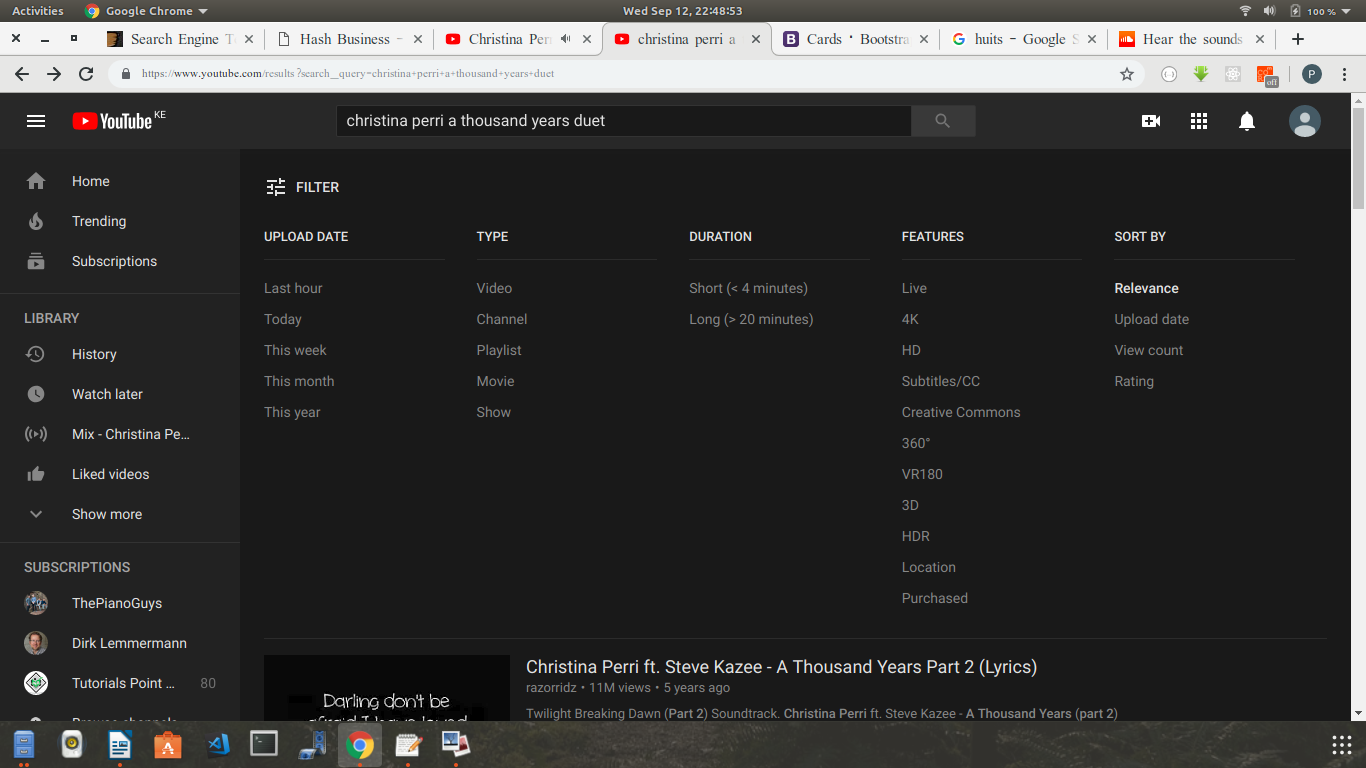 Activities Google Chrome Wed Sep 12, 22:48:53 100 %
Search Engine T Hash Business - Christina Per christina perri a Cards · Bootstra huits - Google S Hear the sounds
https://www.youtube.com/results?search_query=christina+perri+a+thousand+years+duet off P
YouTube KE christina perri a thousand years duet
Home
Trending
Subscriptions
LIBRARY
History
Watch later
Mix - Christina Pe...
Liked videos
Show more
SUBSCRIPTIONS
ThePianoGuys
Dirk Lemmermann
Tutorials Point ... 80
Browse channels
FILTER
UPLOAD DATE
Last hour
Today
This week
This month
This year
TYPE
Video
Channel
Playlist
Movie
Show
DURATION
Short (< 4 minutes)
Long (> 20 minutes)
FEATURES
Live
4K
HD
Subtitles/CC
Creative Commons
360°
VR180
3D
HDR
Location
Purchased
SORT BY
Relevance
Upload date
View count
Rating
Darling don't be
afraid I have loved
Christina Perri ft. Steve Kazee - A Thousand Years Part 2 (Lyrics)
razorridz • 11M views • 5 years ago
Twilight Breaking Dawn (Part 2) Soundtrack. Christina Perri ft. Steve Kazee - A Thousand Years (part 2)